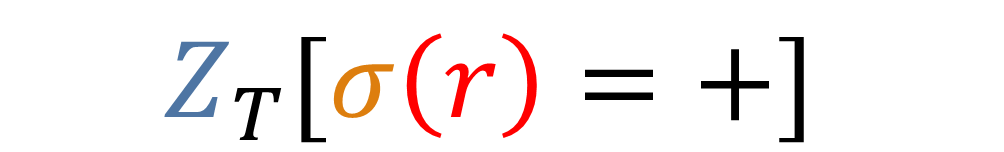 Z_T[σ(r) = +]